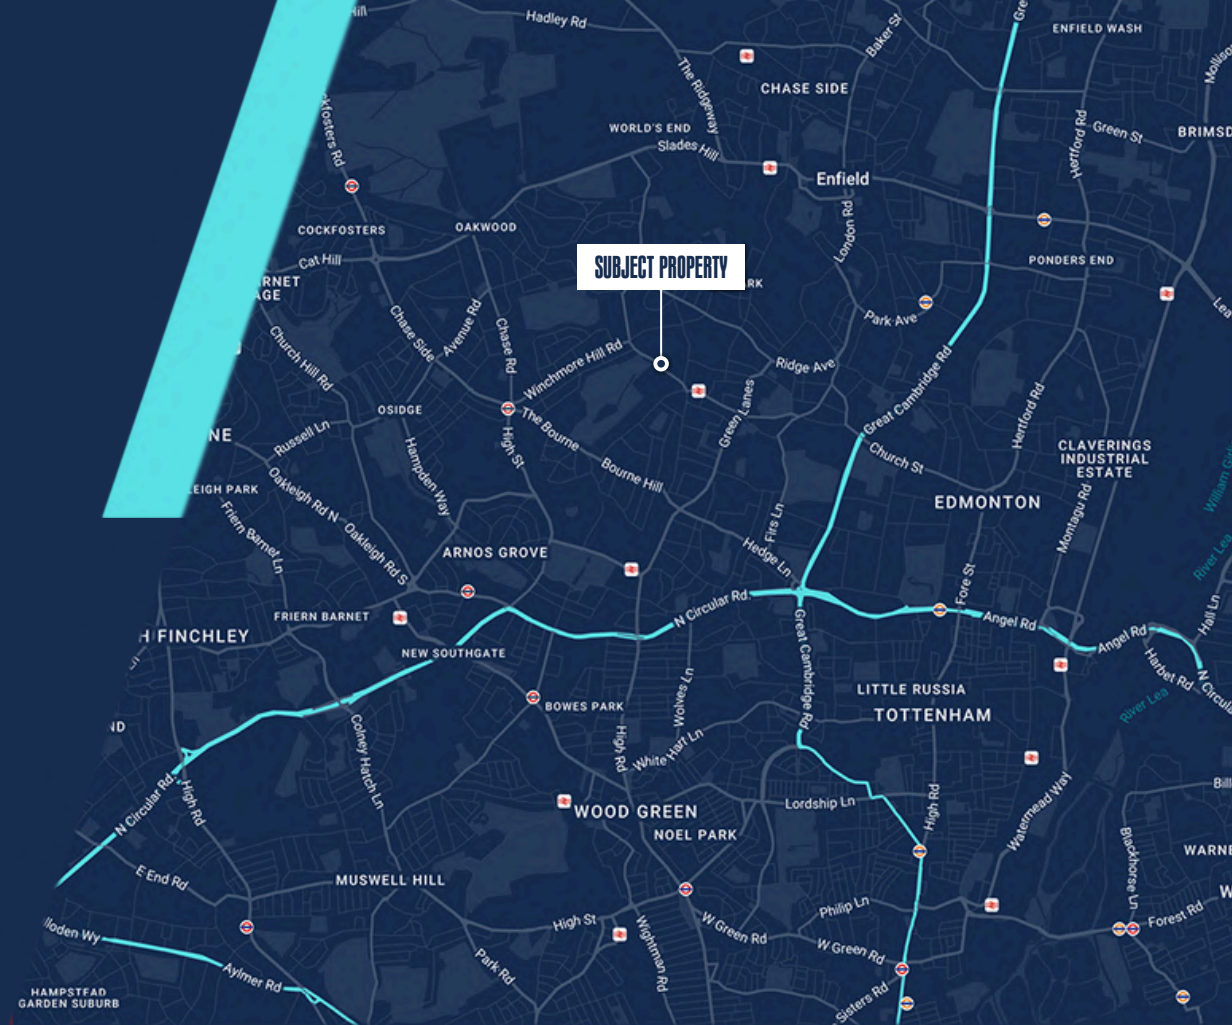 Hadley Rd
Baker St
ENFIELD WASH
The Ridgeway
CHASE SIDE
Hertford Rd
Green St
WORLD'S END
Slades Hill
Enfield
London Rd
COCKFOSTERS
OAKWOOD
Cat Hill
SUBJECT PROPERTY
PONDERS END
Park Ave
Church Hill Rd
Chase Side
Avenue Rd
Chase Rd
Winchmore Hill Rd
Ridge Ave
Great Cambridge Rd
OSIDGE
Green Lanes
Hertford Rd
Russell Ln
The Bourne
High St
Church St
CLAVERINGS
INDUSTRIAL
ESTATE
Hampden Way
Bourne Hill
Oakleigh Rd N
EDMONTON
Friern Barnet Ln
Oakleigh Rd S
Firs Ln
Montagu Rd
ARNOS GROVE
Hedge Ln
River Lea
N Circular Rd
Fore St
Angel Rd
Hall Ln
FRIERN BARNET
FINCHLEY
NEW SOUTHGATE
Great Cambridge Rd
Angel Rd
Harbet Rd
LITTLE RUSSIA
TOTTENHAM
River Lea
BOWES PARK
Wolves Ln
Colney Hatch Ln
High Rd
White Hart Ln
N Circular Rd
High Rd
Lordship Ln
High Rd
Watermead Way
WOOD GREEN
NOEL PARK
Blackhorse Ln
E End Rd
MUSWELL HILL
High St
Philip Ln
Forest Rd
W Green Rd
W Green Rd
Wightman Rd
Aylmer Rd
Park Rd
Sisters Rd
HAMPSTEAD
GARDEN SUBURB